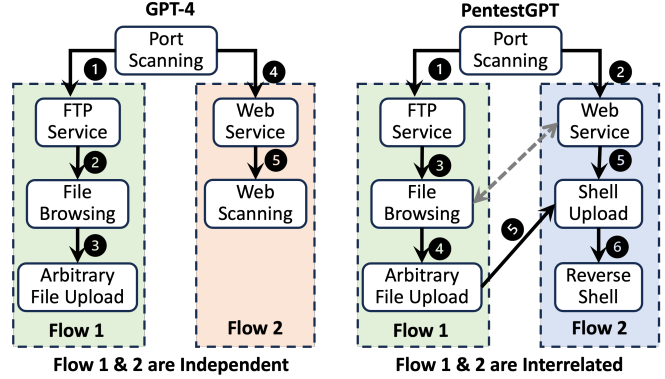 GPT-4
Port
Scanning
1
4
FTP
Service
Web
Service
2
5
File
Browsing
Web
Scanning
3
Arbitrary
File Upload
Flow 1
Flow 2
Flow 1 & 2 are Independent
PentestGPT
Port
Scanning
1
2
FTP
Service
Web
Service
3
5
File
Browsing
Shell
Upload
4
5
6
Arbitrary
File Upload
Reverse
Shell
Flow 1
Flow 2
Flow 1 & 2 are Interrelated